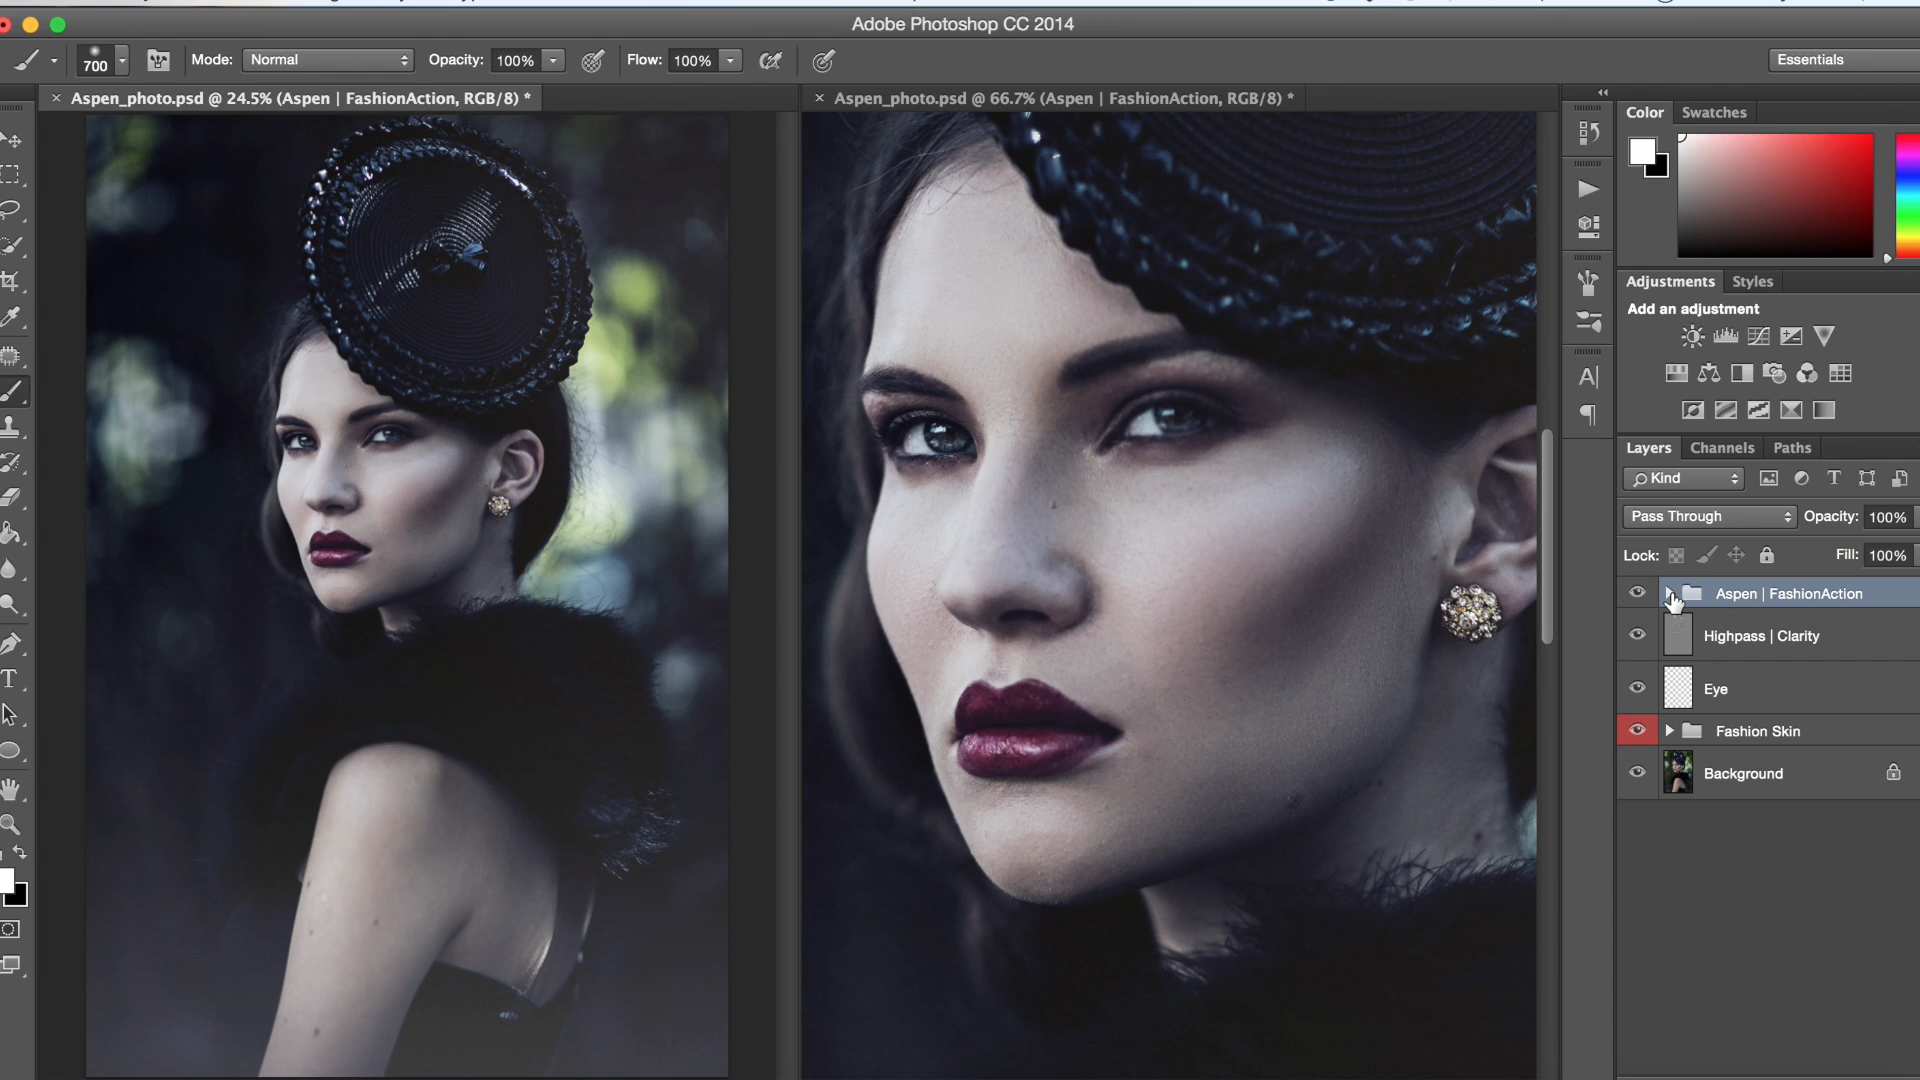 Adobe Photoshop CC 2014
700 Mode: Normal Opacity: 100% Flow: 100% Essentials
Aspen_photo.psd @ 24.5% (Aspen | FashionAction, RGB/8) *
Aspen_photo.psd @ 66.7% (Aspen | FashionAction, RGB/8) *
Color Swatches
Adjustments Styles
Add an adjustment
Layers Channels Paths
Kind
Pass Through Opacity: 100%
Lock: Fill: 100%
Aspen | FashionAction
Highpass | Clarity
Eye
Fashion Skin
Background